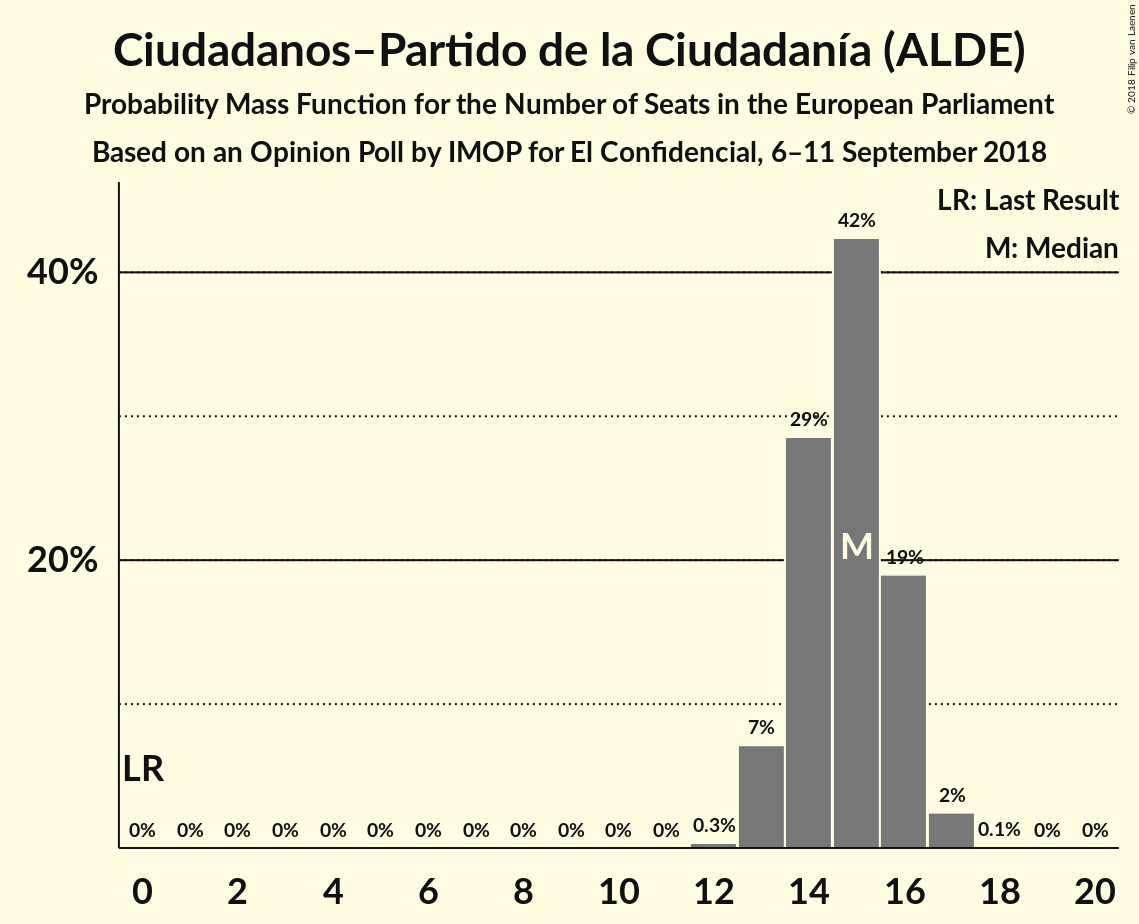 Ciudadanos–Partido de la Ciudadanía (ALDE)
Probability Mass Function for the Number of Seats in the European Parliament
Based on an Opinion Poll by IMOP for El Confidencial, 6–11 September 2018
© 2018 Filip van Laenen
LR: Last Result
M: Median
42%
40%
29%
M
20%
19%
7%
LR
2%
0% 0% 0% 0% 0% 0% 0% 0% 0% 0% 0% 0% 0.3% 0.1% 0% 0%
0 2 4 6 8 10 12 14 16 18 20